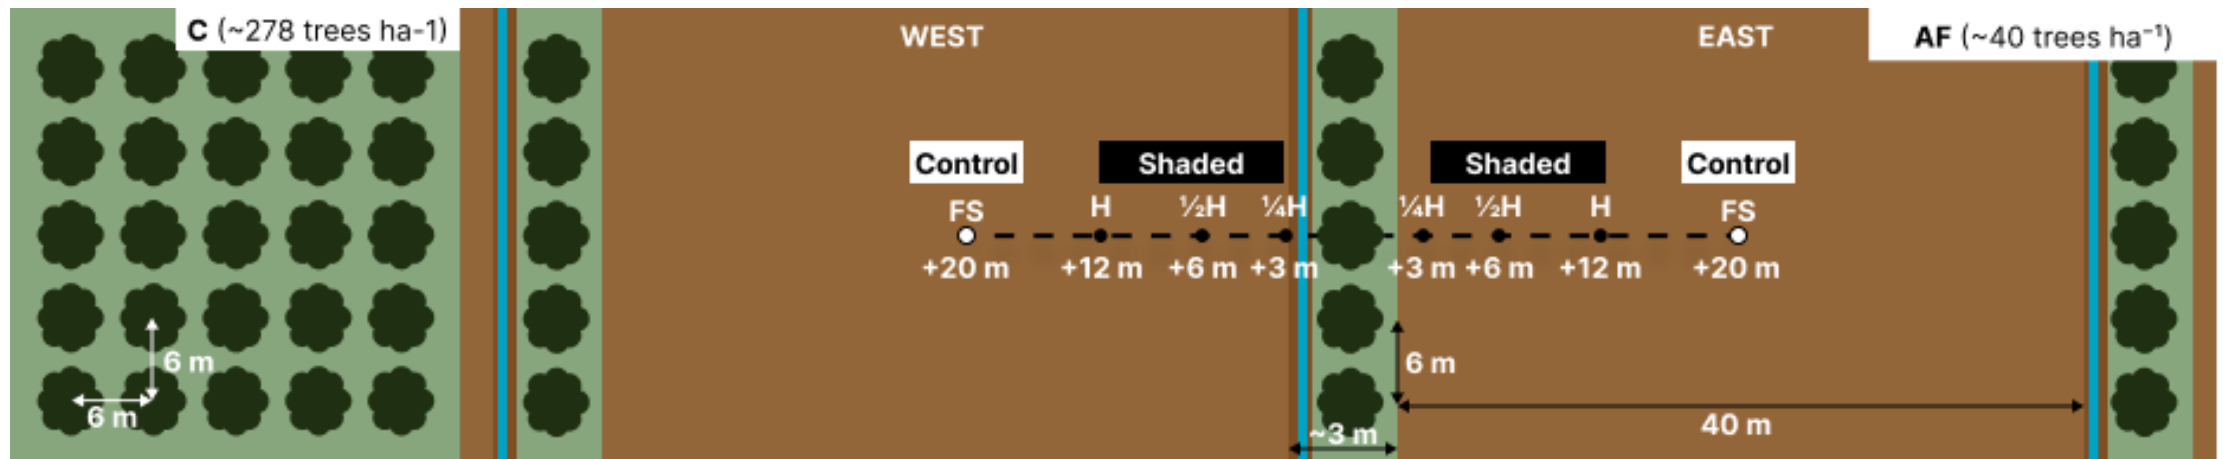 C (~278 trees ha-1)
WEST
EAST
AF (~40 trees ha⁻¹)
Control
Shaded
Shaded
Control
FS
H
½H
¼H
¼H
½H
H
FS
+20 m
+12 m
+6 m
+3 m
+3 m
+6 m
+12 m
+20 m
6 m
6 m
6 m
40 m
~3 m